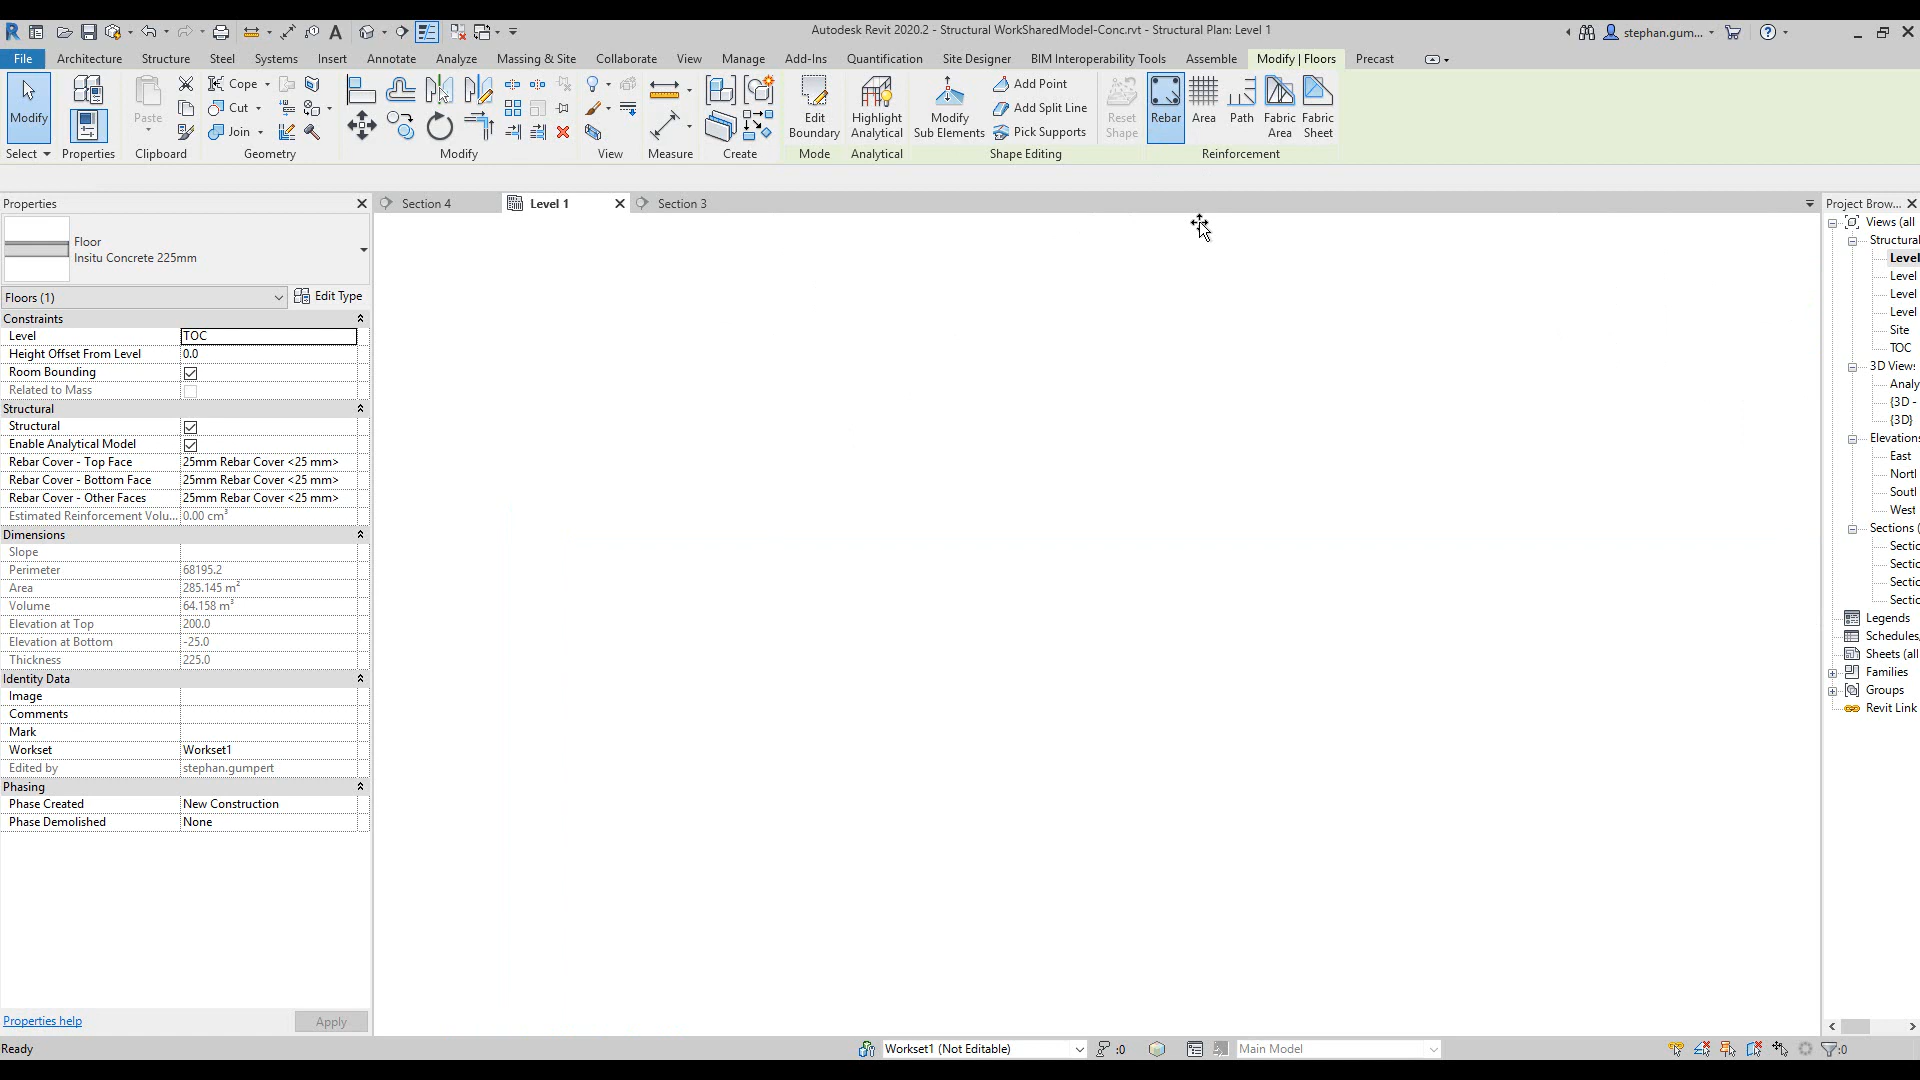 Autodesk Revit 2020.2 - Structural WorkSharedModel-Conc.rvt - Structural Plan: Level 1
stephan.gum...
File Architecture Structure Steel Systems Insert Annotate Analyze Massing & Site Collaborate View Manage Add-Ins Quantification Site Designer BIM Interoperability Tools Assemble Modify | Floors Precast
Modify
Paste
Cope
Cut
Join
Edit
Boundary
Highlight
Analytical
Modify
Sub Elements
Add Point
Add Split Line
Pick Supports
Reset
Shape
Rebar
Area
Path
Fabric
Area
Fabric
Sheet
Select Properties Clipboard Geometry Modify View Measure Create Mode Analytical Shape Editing Reinforcement
Properties
Section 4
Level 1
Section 3
Project Brow...
Floor
Insitu Concrete 225mm
Floors (1)
Edit Type
Constraints
Level TOC
Height Offset From Level 0.0
Room Bounding
Related to Mass
Structural
Structural
Enable Analytical Model
Rebar Cover - Top Face 25mm Rebar Cover <25 mm>
Rebar Cover - Bottom Face 25mm Rebar Cover <25 mm>
Rebar Cover - Other Faces 25mm Rebar Cover <25 mm>
Estimated Reinforcement Volu... 0.00 cm³
Dimensions
Slope
Perimeter 68195.2
Area 285.145 m²
Volume 64.158 m³
Elevation at Top 200.0
Elevation at Bottom -25.0
Thickness 225.0
Identity Data
Image
Comments
Mark
Workset Workset1
Edited by stephan.gumpert
Phasing
Phase Created New Construction
Phase Demolished None
Properties help
Apply
Views (all
Structural
Level
Level
Level
Level
Site
TOC
3D Views
Analy
{3D -
{3D}
Elevations
East
Nort
Sout
West
Sections (
Sectio
Sectio
Sectio
Sectio
Legends
Schedules,
Sheets (all
Families
Groups
Revit Link
Ready
Workset1 (Not Editable)
:0
Main Model
:0